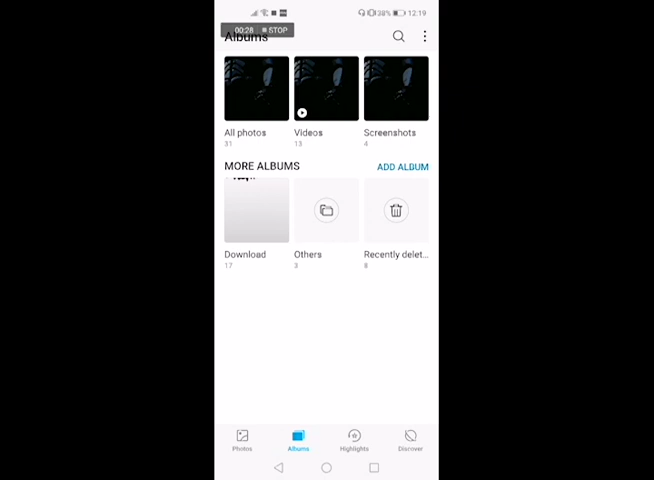 38% 12:19
00:28 STOP
Albums
All photos Videos Screenshots
31 13 4
MORE ALBUMS ADD ALBUM
Download Others Recently delet...
17 3 8
Photos Albums Highlights Discover